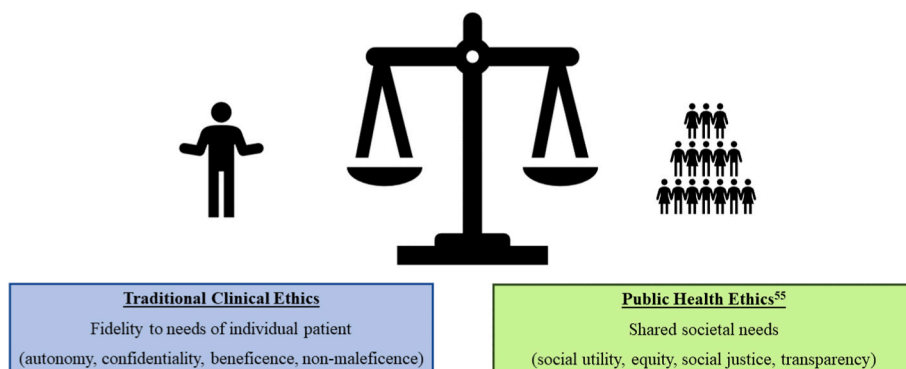 Traditional Clinical Ethics
Fidelity to needs of individual patient
(autonomy, confidentiality, beneficence, non-maleficence)
Public Health Ethics⁵⁵
Shared societal needs
(social utility, equity, social justice, transparency)